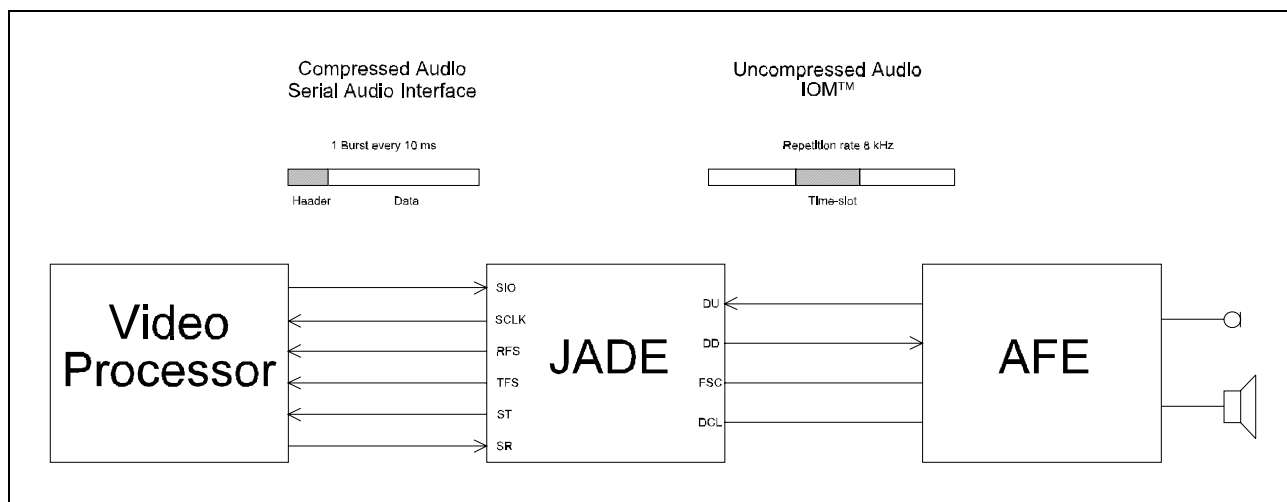 Compressed Audio
Serial Audio Interface
Uncompressed Audio
IOM™
1 Burst every 10 ms
Repetition rate 8 kHz
Header
Data
Time-slot
Video
Processor
SIO
SCLK
RFS
TFS
ST
SR
JADE
DU
DD
FSC
DCL
AFE